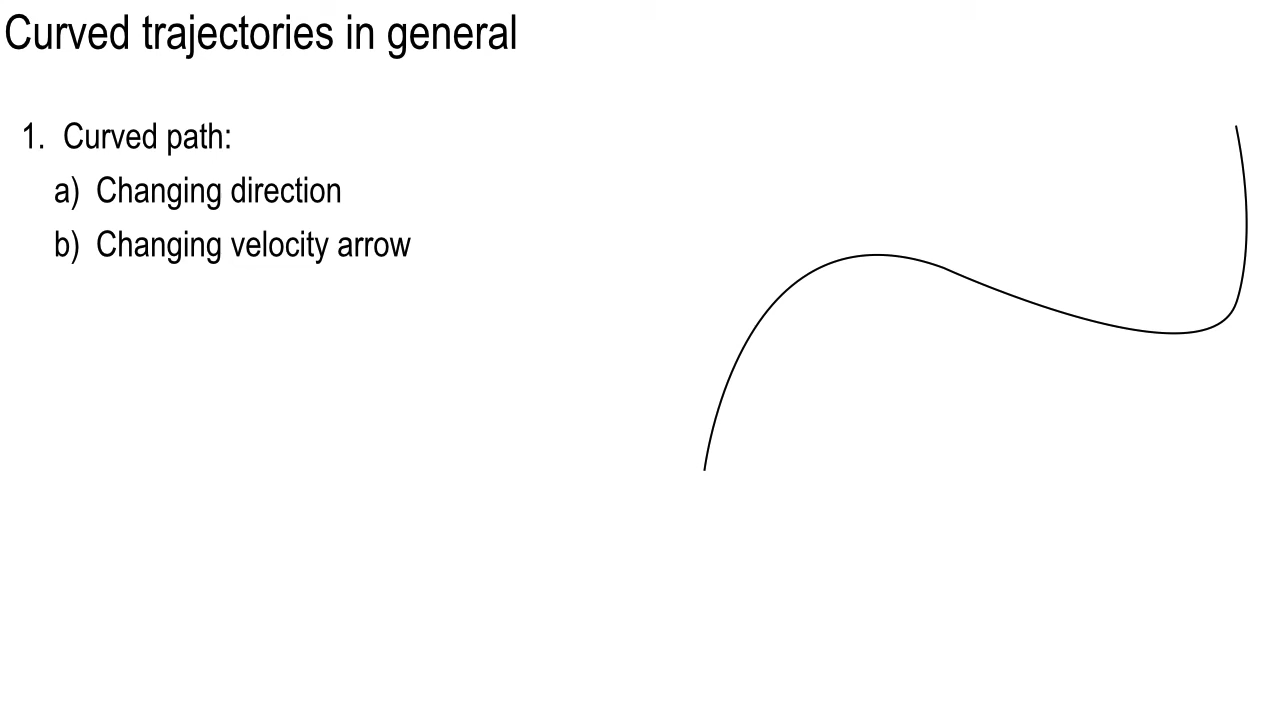 Curved trajectories in general
1. Curved path:
a) Changing direction
b) Changing velocity arrow